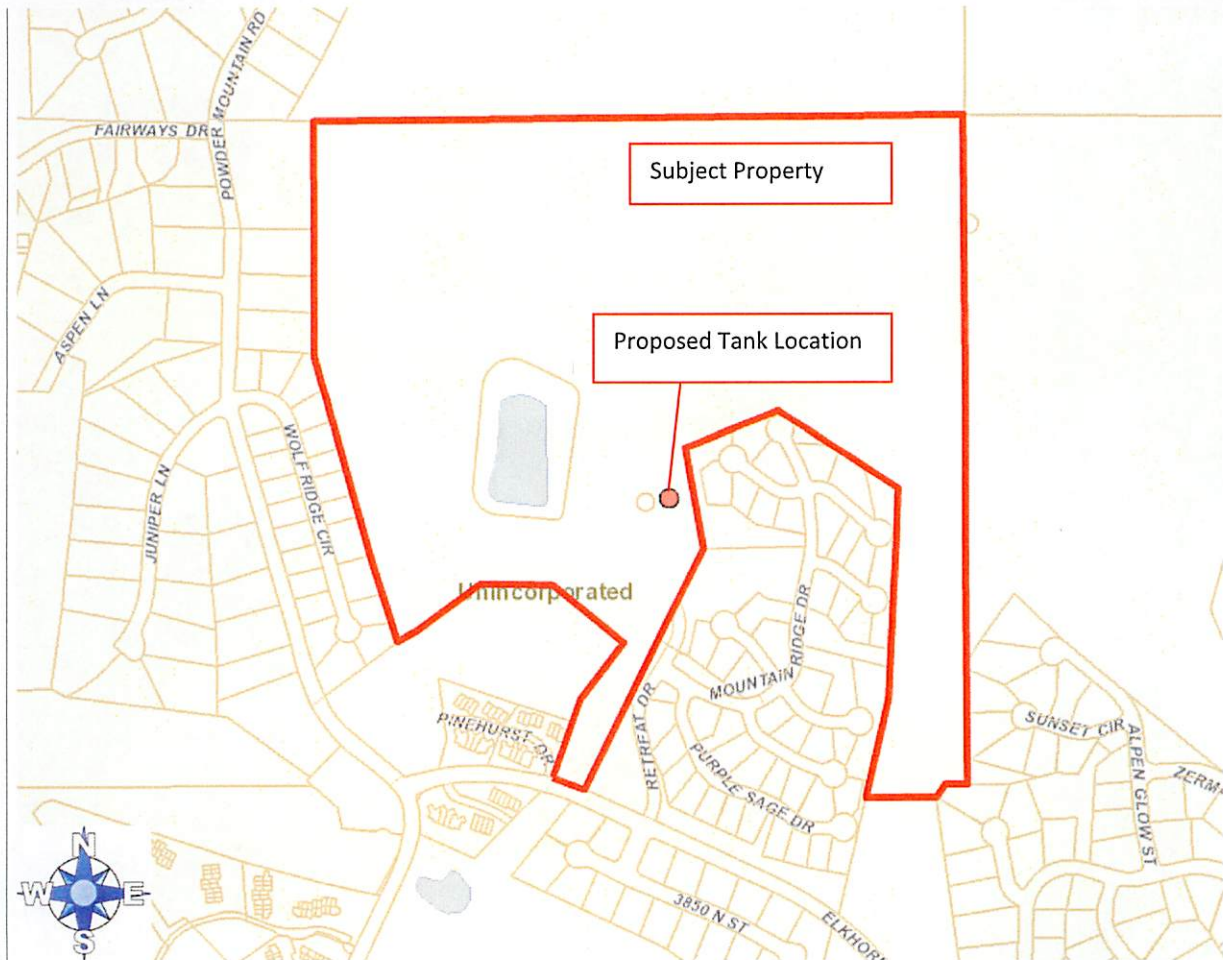 POWDER MOUNTAIN RD
FAIRWAYS DR
Subject Property
ASPEN LN
Proposed Tank Location
WOLF RIDGE CIR
JUNIPER LN
Unincorporated
MOUNTAIN RIDGE DR
RETREAT DR
PINEHURST DR
PURPLE SAGE DR
SUNSET CIR
ALPEN GLOW ST
3850 N ST
N
W E
S